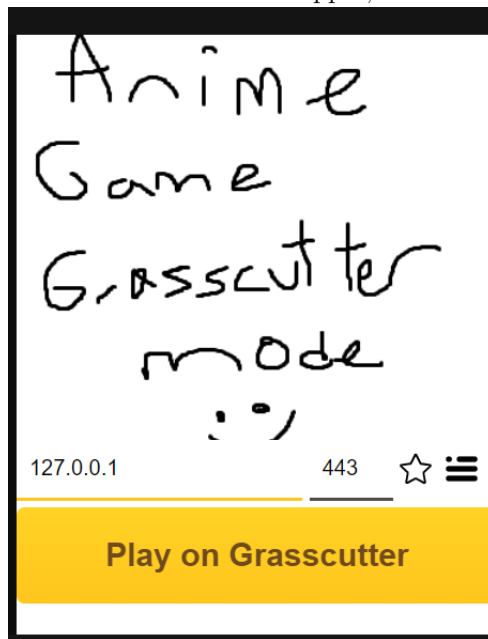 Anime
Game
Grasscutter
mode
:)
127.0.0.1 443
Play on Grasscutter